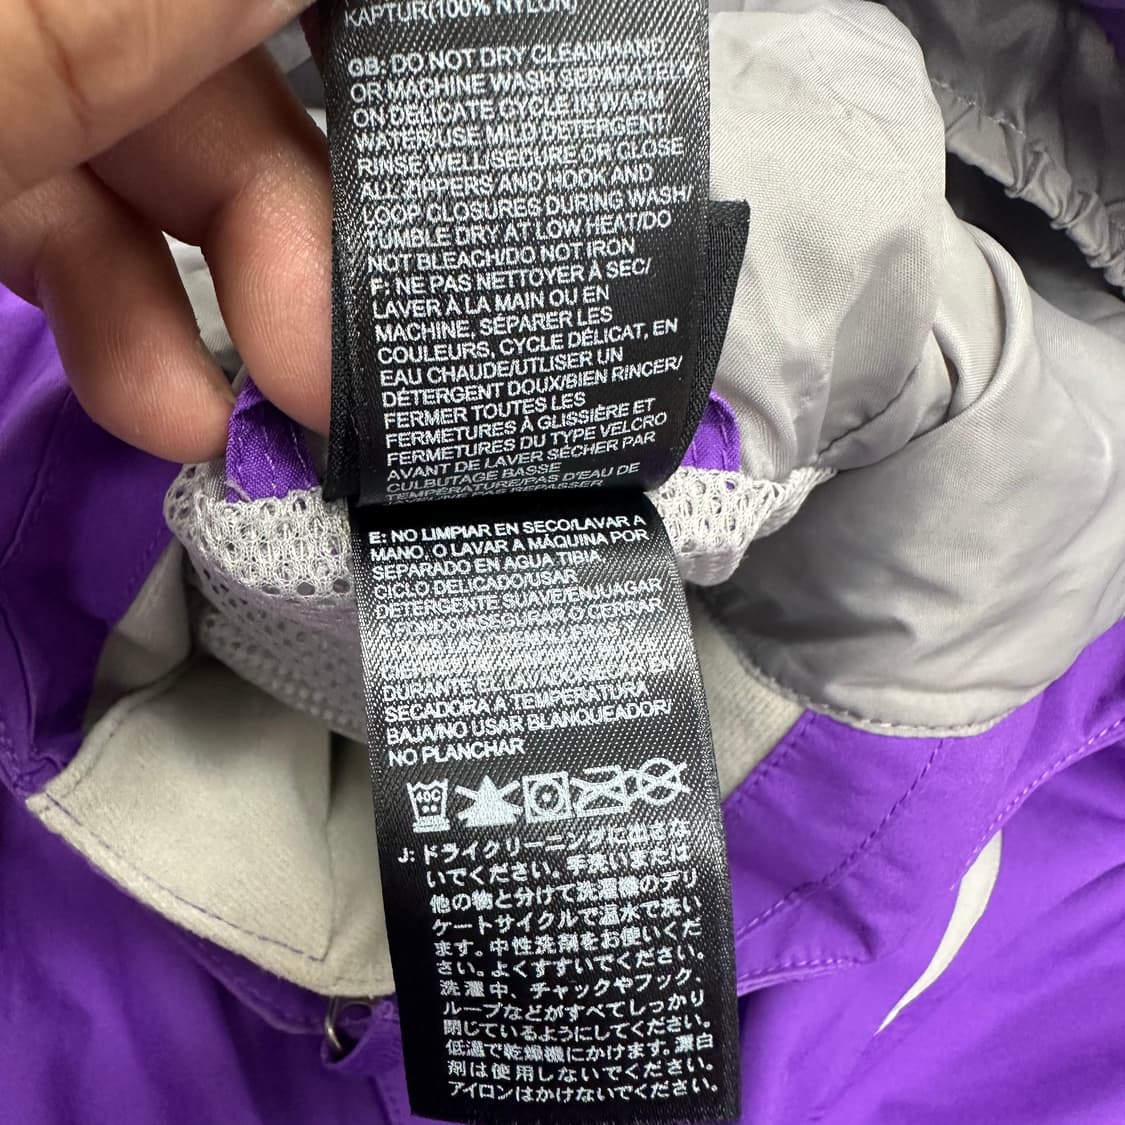 KAPTUR(100% NYLON)
GB: DO NOT DRY CLEAN/HAND
OR MACHINE WASH SEPARATELY
ON DELICATE CYCLE IN WARM
WATER/USE MILD DETERGENT
RINSE WELL/SECURE OR CLOSE
ALL ZIPPERS AND HOOK AND
LOOP CLOSURES DURING WASH/
TUMBLE DRY AT LOW HEAT/DO
NOT BLEACH/DO NOT IRON
F: NE PAS NETTOYER À SEC/
LAVER À LA MAIN OU EN
MACHINE, SÉPARER LES
COULEURS, CYCLE DÉLICAT, EN
EAU CHAUDE/UTLISER UN
DÉTERGENT DOUX/BIEN RINCER/
FERMER TOUTES LES
FERMETURES À GLISSIÈRE ET
FERMETURES DU TYPE VELCRO
AVANT DE LAVER SÉCHER PAR
CULBUTAGE BASSE
TEMPÉRATURE/PAS D'EAU DE
JAVEL/NE PAS REPASSER
E: NO LIMPIAR EN SECO/LAVAR A
MANO, O LAVAR A MÁQUINA POR
SEPARADO EN AGUA TIBIA,
CICLO DELICADO/USAR
DETERGENTE SUAVE/ENJUAGAR
A FONDO/ASEGURE O CERRAR
DURANTE EL LAVADO/SECAR EN
SECADORA A TEMPERATURA
BAJA/NO USAR BLANQUEADOR/
NO PLANCHAR
40C
J: ドライクリーニングに出さな
いでください。手洗いまたは
他の物と分けて洗濯機のデリ
ケートサイクルで温水で洗い
ます。中性洗剤をお使いくだ
さい。よくすすいでください。
洗濯中、チャックやフック、
ループなどがすべてしっかり
閉じているようにしてください。
低温で乾燥機にかけます。漂白
剤は使用しないでください。
アイロンはかけないでください。